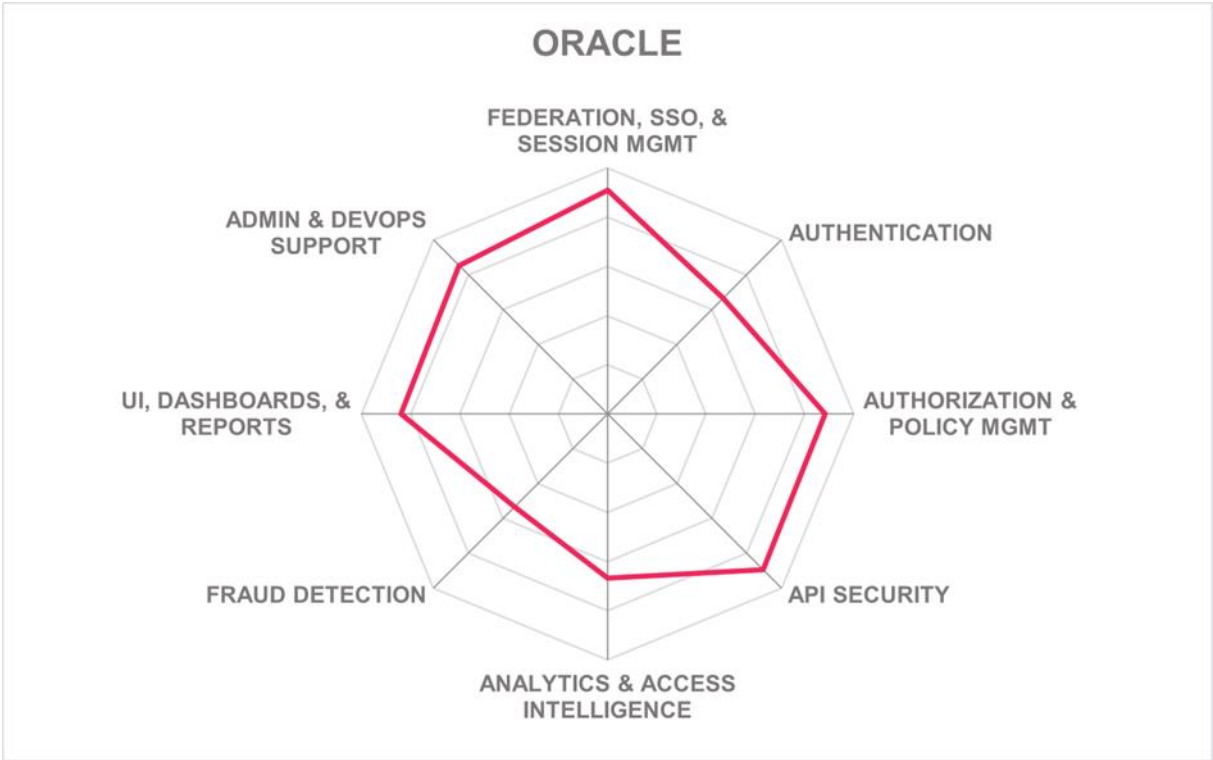 ORACLE
FEDERATION, SSO, &
SESSION MGMT
ADMIN & DEVOPS
SUPPORT
AUTHENTICATION
UI, DASHBOARDS, &
REPORTS
AUTHORIZATION &
POLICY MGMT
FRAUD DETECTION
API SECURITY
ANALYTICS & ACCESS
INTELLIGENCE